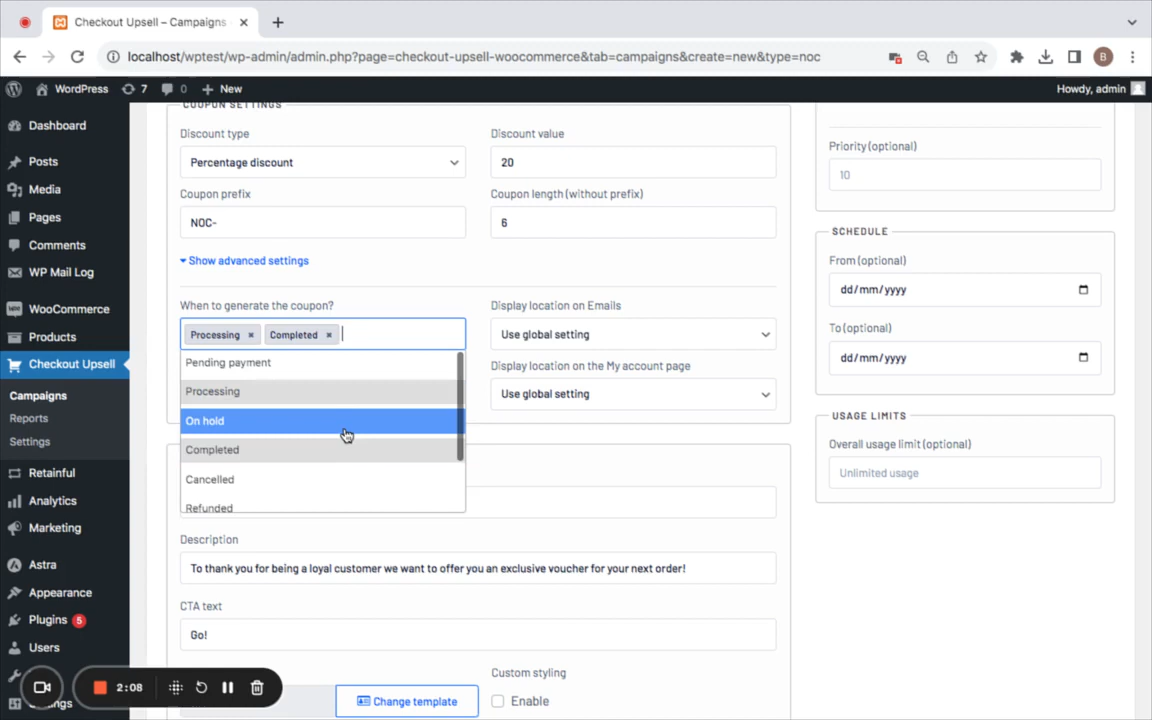 Checkout Upsell – Campaigns
localhost/wptest/wp-admin/admin.php?page=checkout-upsell-woocommerce&tab=campaigns&create=new&type=noc
B
WordPress 7 0 New Howdy, admin
Dashboard
Posts
Media
Pages
Comments
WP Mail Log
WooCommerce
Products
Checkout Upsell
Campaigns
Reports
Settings
Retainful
Analytics
Marketing
Astra
Appearance
Plugins 5
Users
COUPON SETTINGS
Discount type Discount value
Percentage discount 20
Coupon prefix Coupon length (without prefix)
NOC- 6
Show advanced settings
When to generate the coupon? Display location on Emails
Processing × Completed × Use global setting
Pending payment
Processing
On hold
Completed
Cancelled
Refunded
Display location on the My account page
Use global setting
Description
To thank you for being a loyal customer we want to offer you an exclusive voucher for your next order!
CTA text
Go!
Custom styling
Change template Enable
Priority (optional)
10
SCHEDULE
From (optional)
dd/mm/yyyy
To (optional)
dd/mm/yyyy
USAGE LIMITS
Overall usage limit (optional)
Unlimited usage
2:08